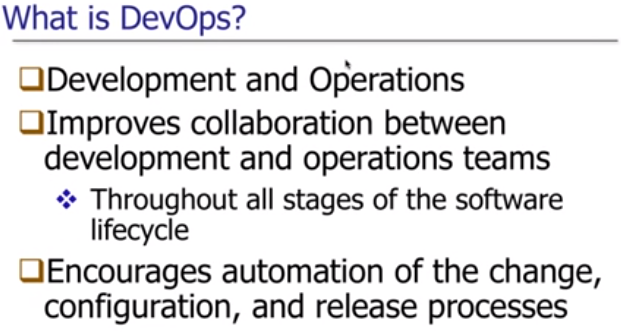 What is DevOps?
Development and Operations
Improves collaboration between
development and operations teams
Throughout all stages of the software
lifecycle
Encourages automation of the change,
configuration, and release processes